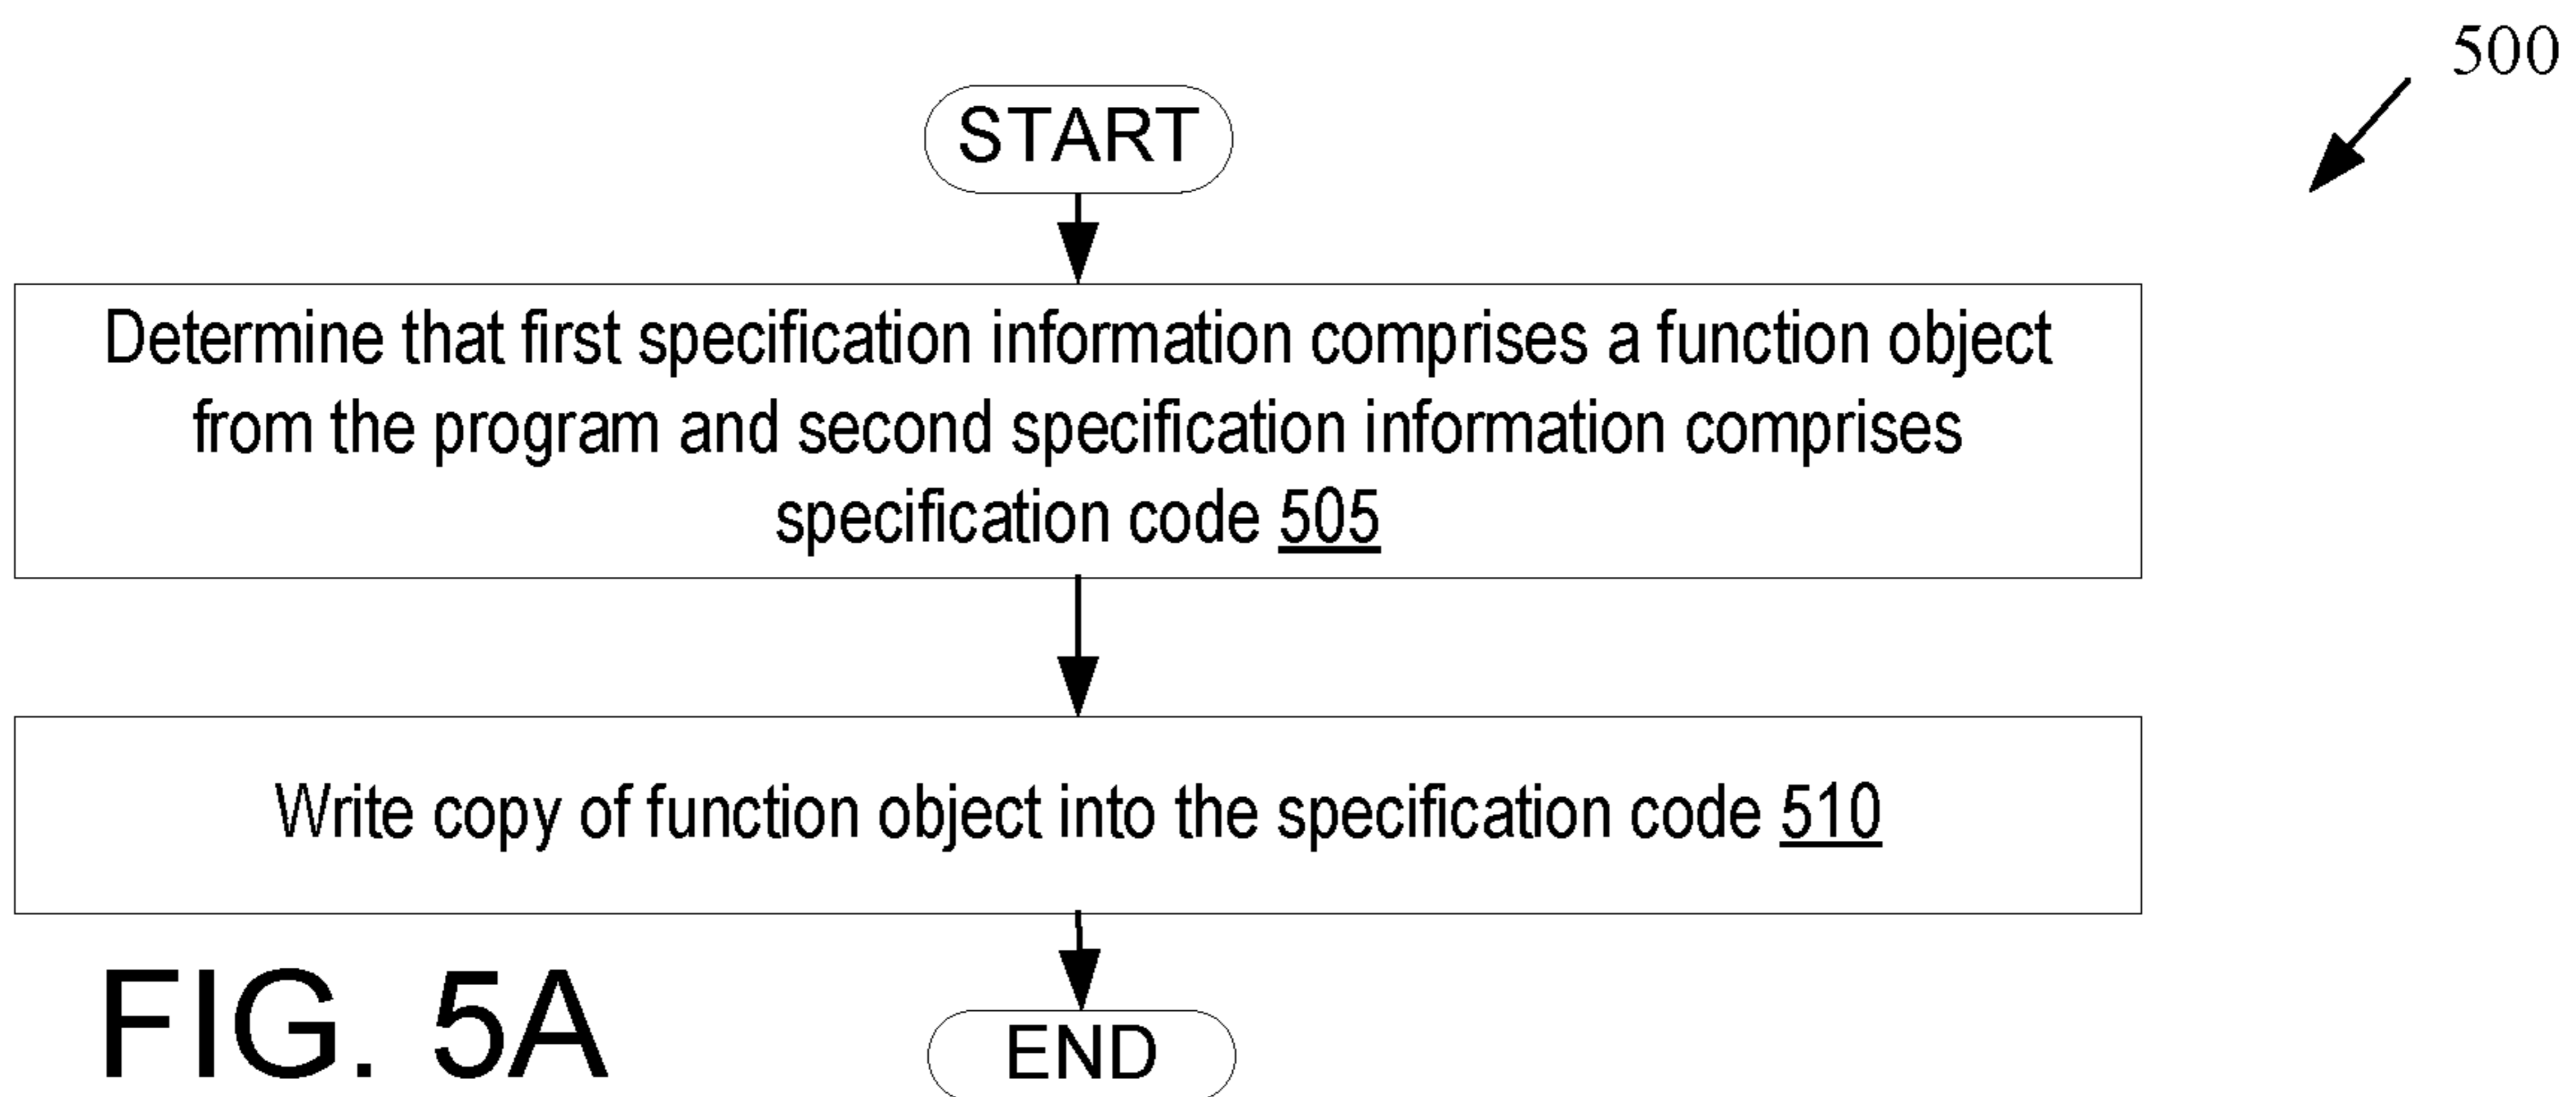 500
START
Determine that first specification information comprises a function object
from the program and second specification information comprises
specification code 505
Write copy of function object into the specification code 510
FIG. 5A
END